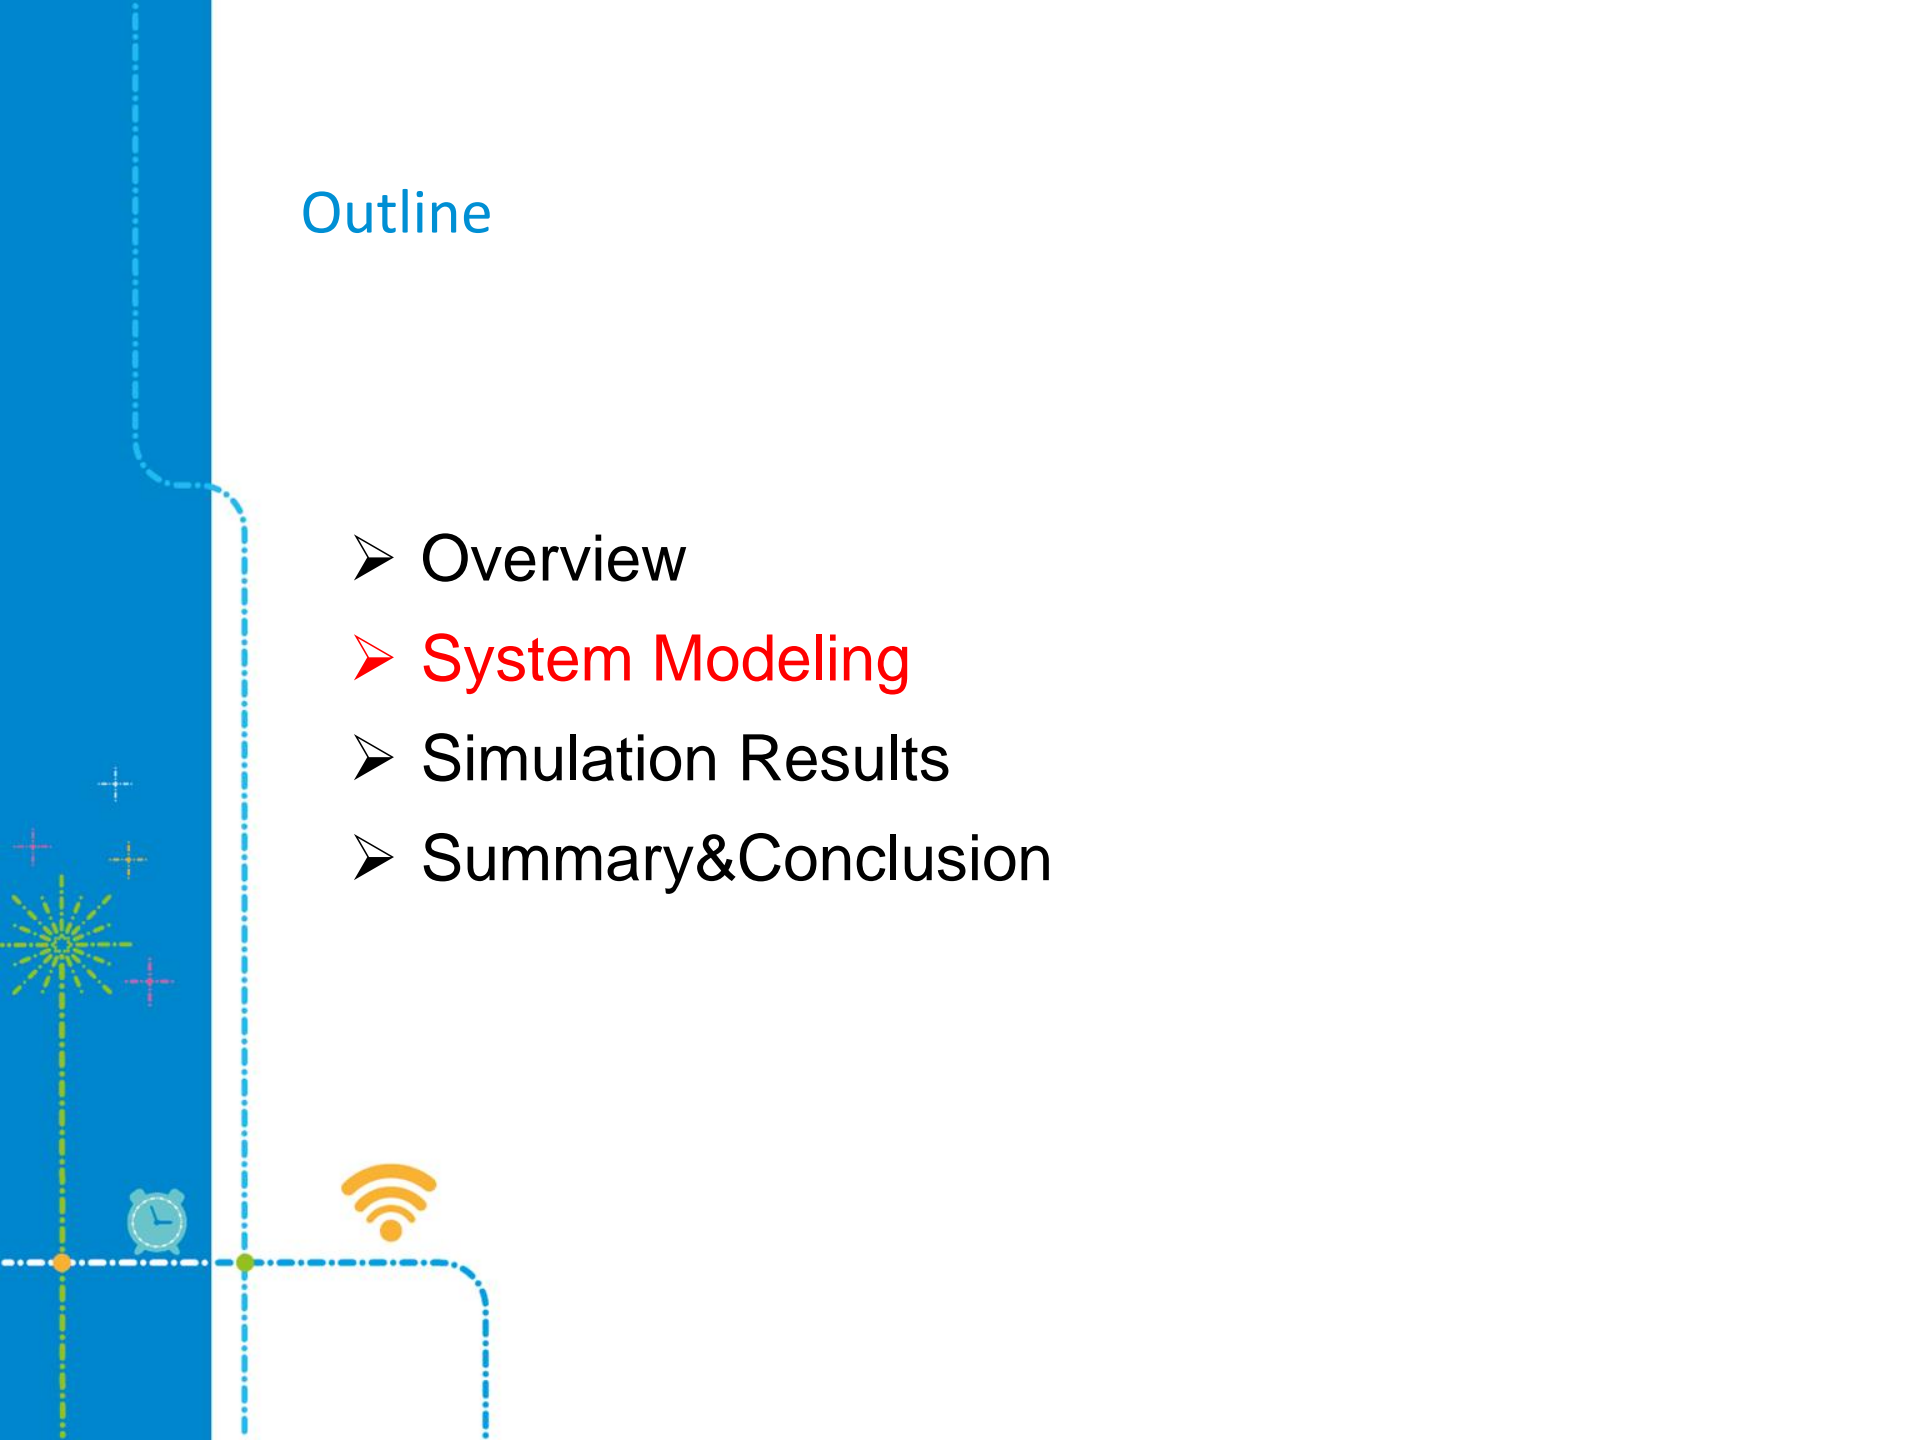 Outline
➢ Overview
➢ System Modeling
➢ Simulation Results
➢ Summary&Conclusion